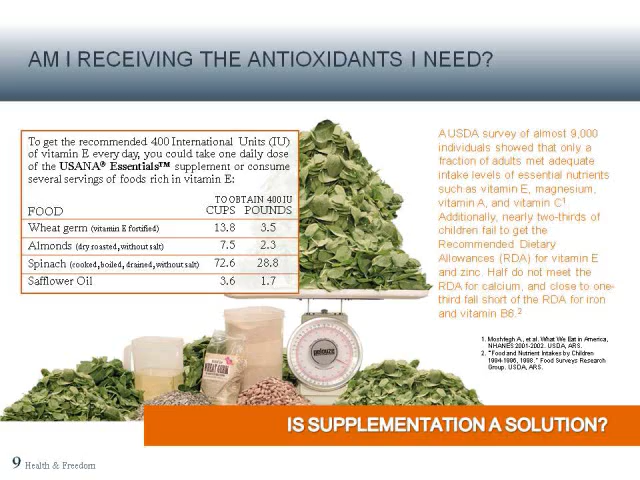 AM I RECEIVING THE ANTIOXIDANTS I NEED?
To get the recommended 400 International Units (IU)
of vitamin E every day, you could take one daily dose
of the USANA® Essentials™ supplement or consume
several servings of foods rich in vitamin E:
TO OBTAIN 400 IU
FOOD CUPS POUNDS
Wheat germ (vitamin E fortified) 13.8 3.5
Almonds (dry roasted, without salt) 7.5 2.3
Spinach (cooked, boiled, drained, without salt) 72.6 28.8
Safflower Oil 3.6 1.7
A USDA survey of almost 9,000
individuals showed that only a
fraction of adults met adequate
intake levels of essential nutrients
such as vitamin E, magnesium,
vitamin A, and vitamin C1.
Additionally, nearly two-thirds of
children fail to get the
Recommended Dietary
Allowances (RDA) for vitamin E
and zinc. Half do not meet the
RDA for calcium, and close to one-
third fall short of the RDA for iron
and vitamin B6.2
1. Moshfegh A., et al. What We Eat in America,
NHANES 2001-2002. USDA, ARS.
2. "Food and Nutrient Intakes by Children
1994-1996, 1998." Food Surveys Research
Group. USDA, ARS.
WHEAT GERM
IS SUPPLEMENTATION A SOLUTION?
9 Health & Freedom